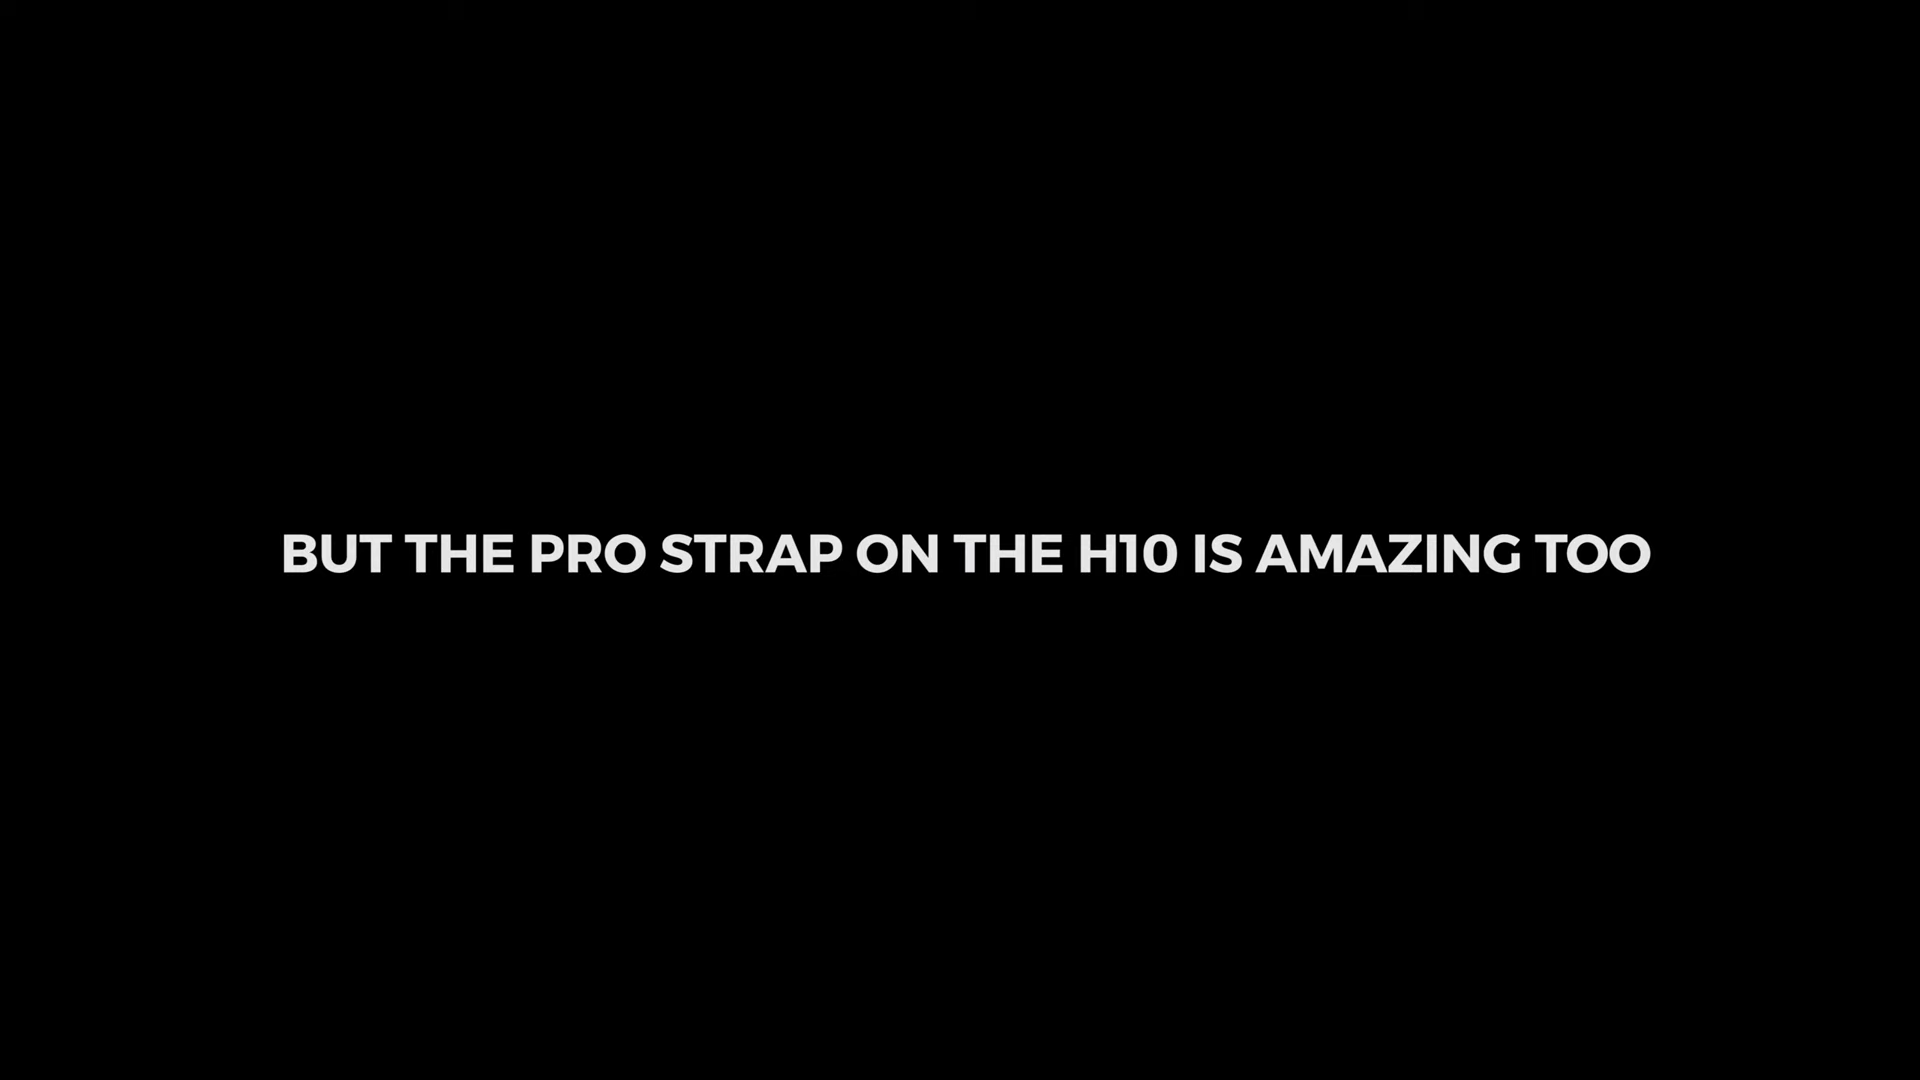 BUT THE PRO STRAP ON THE H10 IS AMAZING TOO